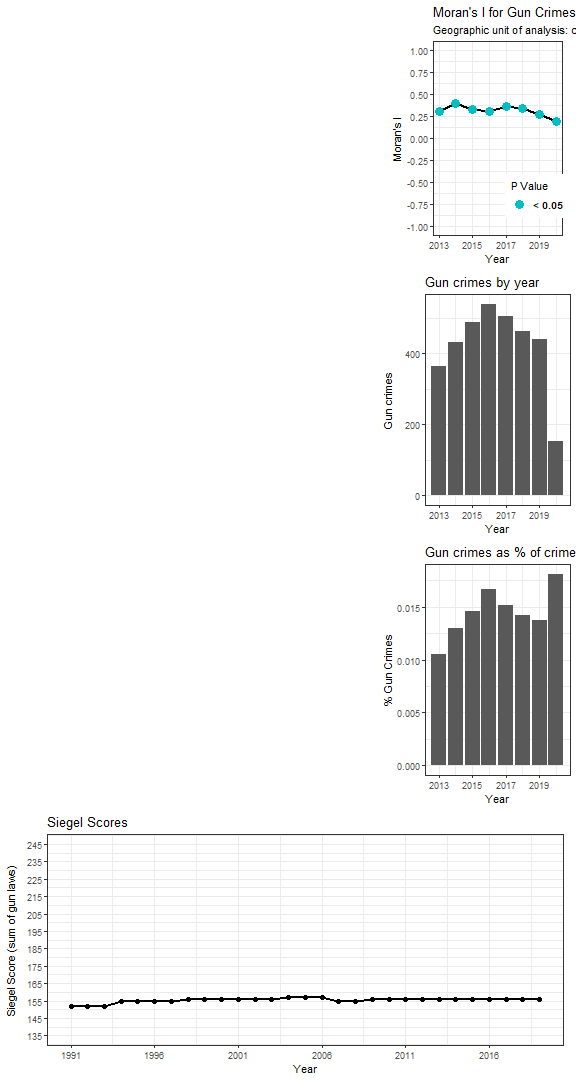 Moran's I for Gun Crimes
Geographic unit of analysis: c
Moran's I
1.00
0.75
0.50
0.25
0.00
-0.25
-0.50
-0.75
-1.00
P Value
< 0.05
2013 2015 2017 2019
Year
Gun crimes by year
Gun crimes
400
200
0
2013 2015 2017 2019
Year
Gun crimes as % of crime
% Gun Crimes
0.015
0.010
0.005
0.000
2013 2015 2017 2019
Year
Siegel Scores
Siegel Score (sum of gun laws)
245
235
225
215
205
195
185
175
165
155
145
135
1991 1996 2001 2006 2011 2016
Year